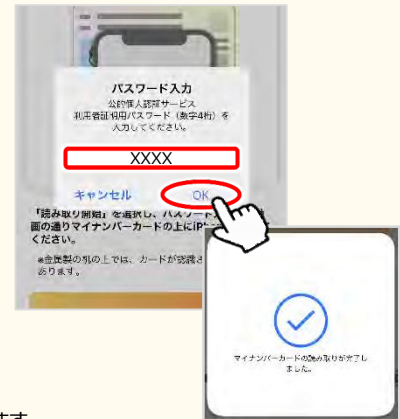 パスワード入力
公的個人認証サービス
利用者証明用パスワード（数字4桁）を
入力してください。
XXXX
キャンセル
OK
「読み取り開始」を選択し、パスワード
画の通りマイナンバーカードの上にiPh
ください。
※金属製の机の上では、カードが認識さ
あります。
マイナンバーカードの読み取りが完了し
ました。
ます